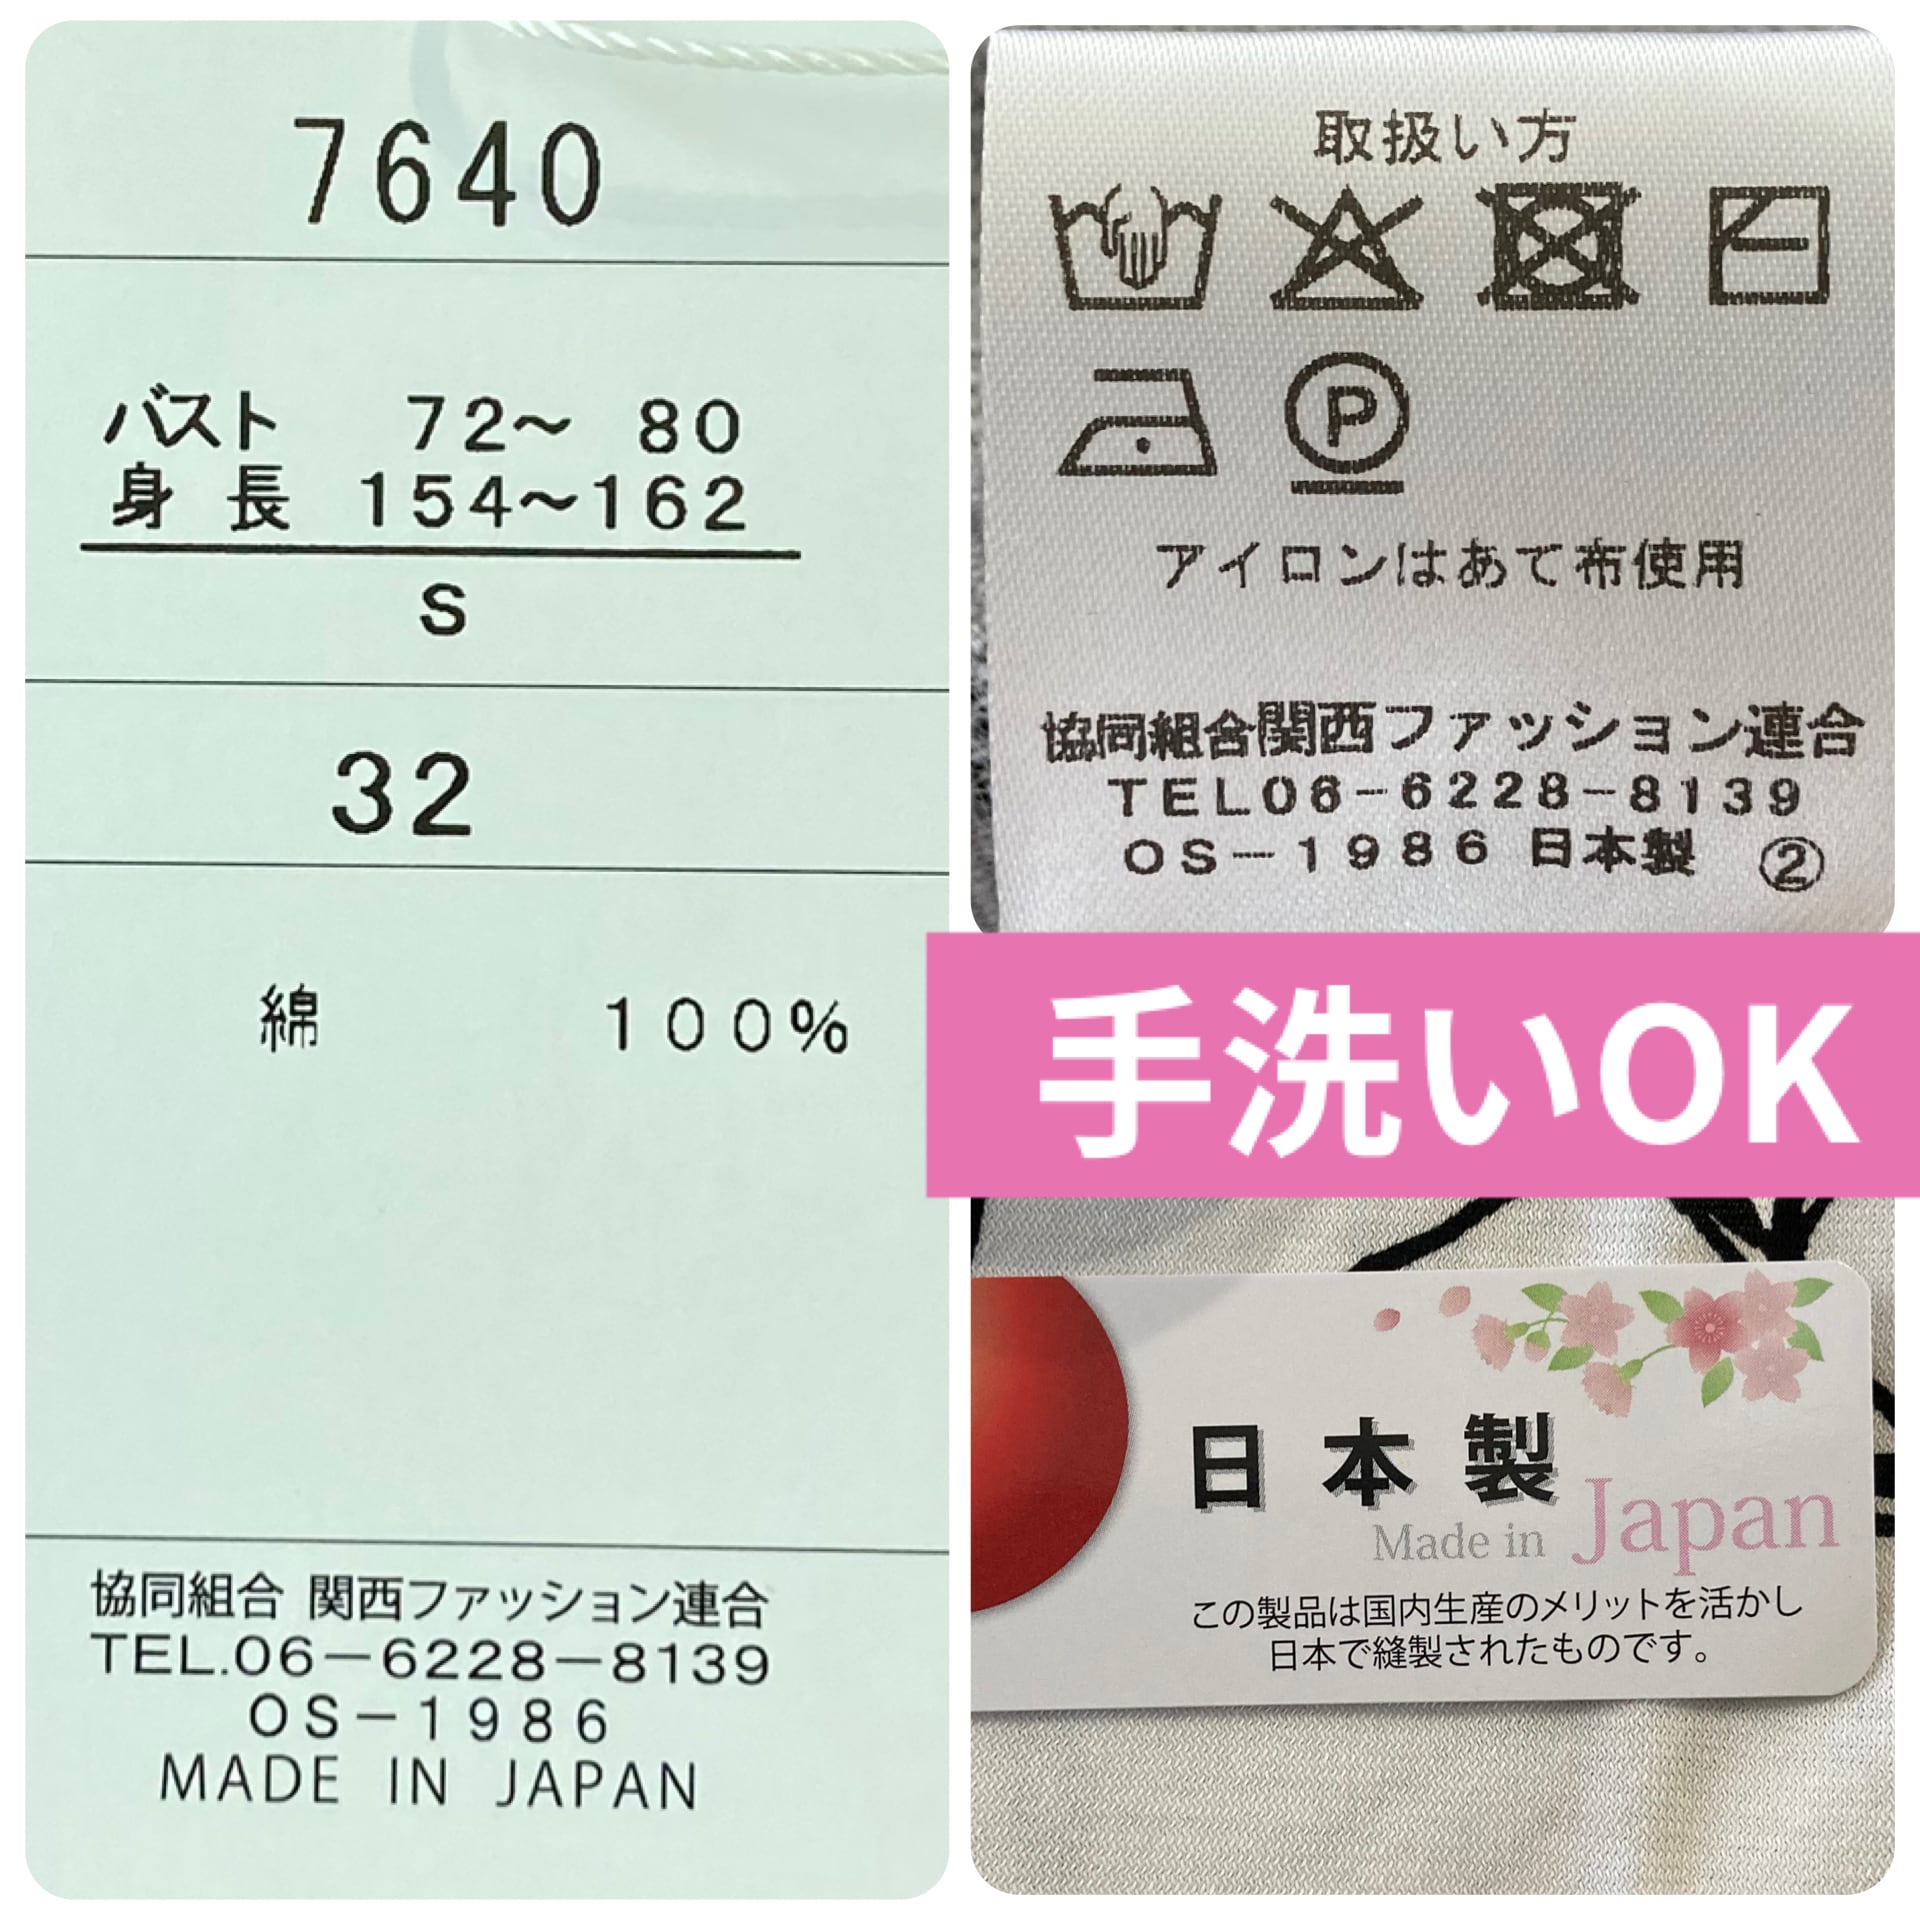 7640
バスト 72～ 80
身 長 154～162
S
32
綿 100%
協同組合 関西ファッション連合
TEL.06－6228－8139
OS－1986
MADE IN JAPAN
取扱い方
P
アイロンはあて布使用
協同組合関西ファッション連合
TEL06－6228－8139
OS－1986 日本製 ②
手洗いOK
日本製
Made in Japan
この製品は国内生産のメリットを活かし
日本で縫製されたものです。